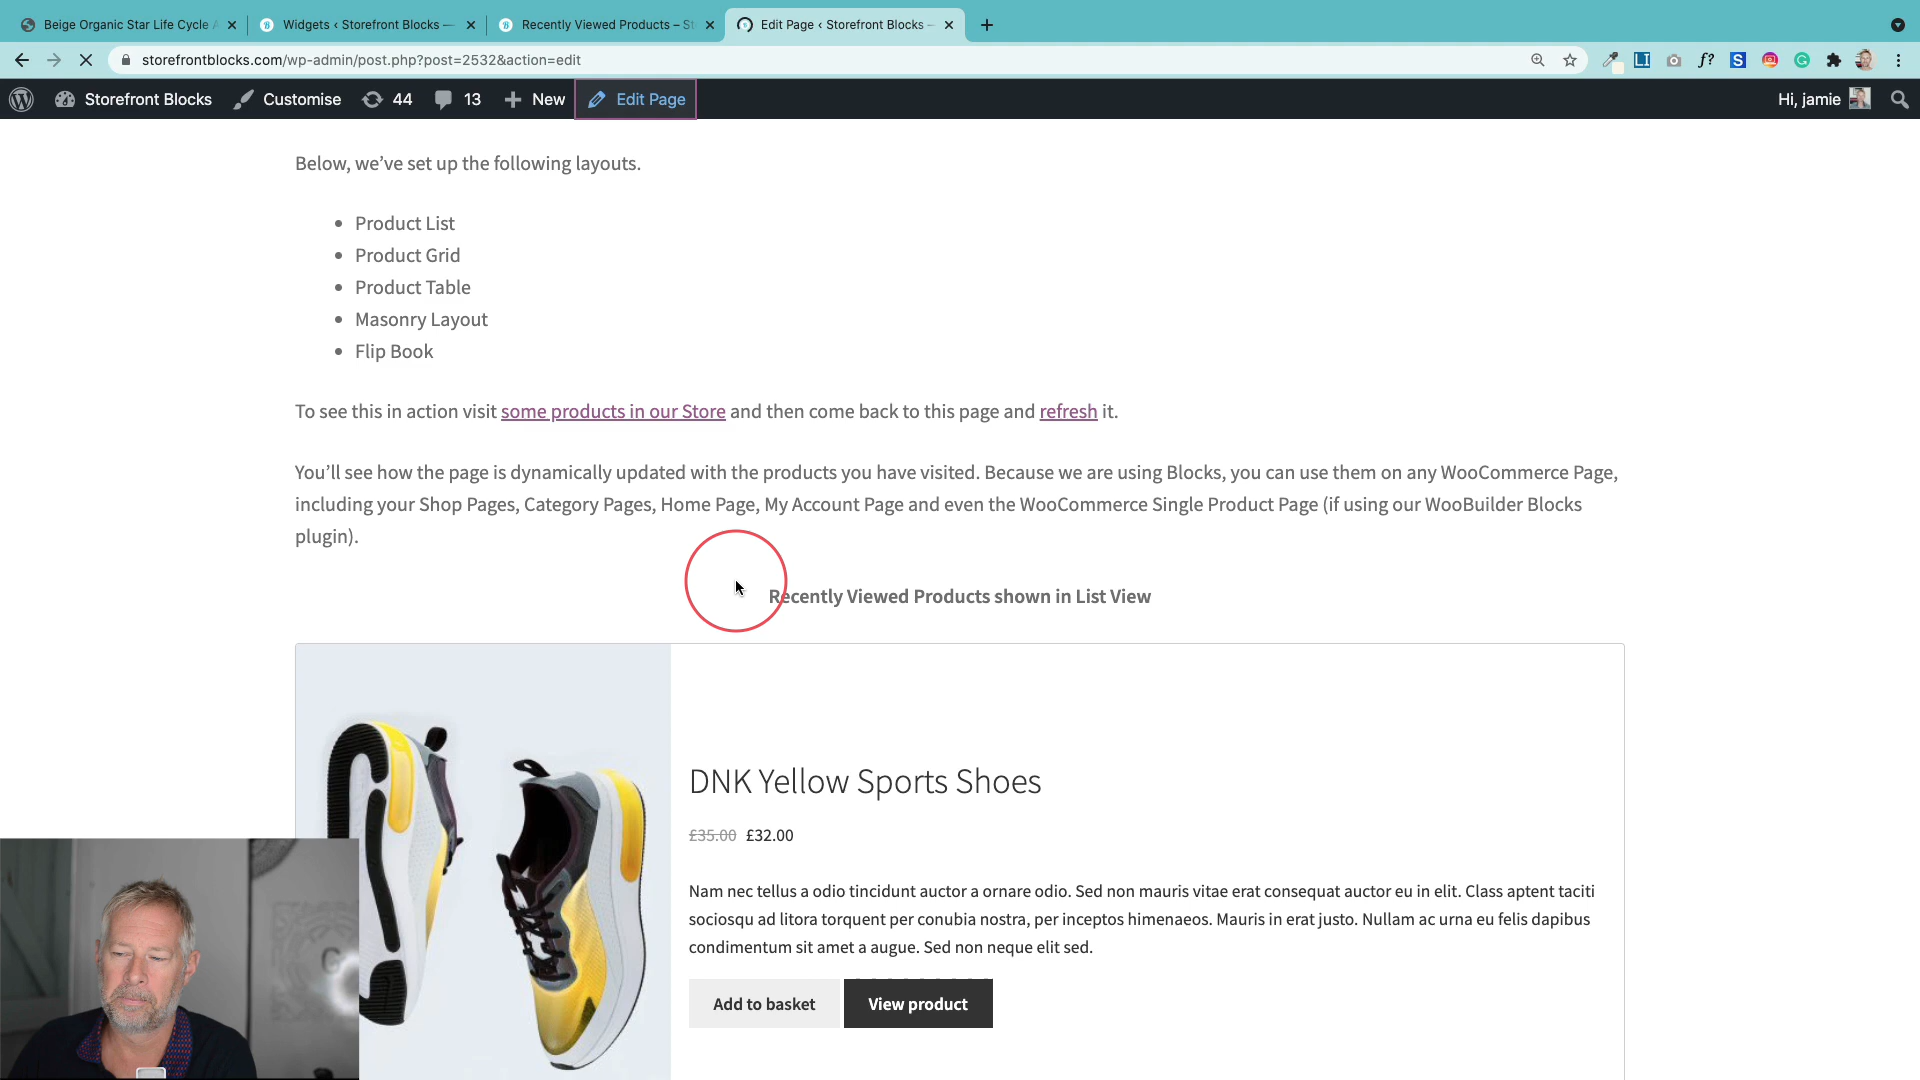 Beige Organic Star Life Cycle
Widgets ‹ Storefront Blocks —
Recently Viewed Products – St
Edit Page ‹ Storefront Blocks –
storefrontblocks.com/wp-admin/post.php?post=2532&action=edit
Storefront Blocks
Customise
44
13
New
Edit Page
Hi, jamie
Below, we’ve set up the following layouts.
• Product List
• Product Grid
• Product Table
• Masonry Layout
• Flip Book
To see this in action visit some products in our Store and then come back to this page and refresh it.
You’ll see how the page is dynamically updated with the products you have visited. Because we are using Blocks, you can use them on any WooCommerce Page,
including your Shop Pages, Category Pages, Home Page, My Account Page and even the WooCommerce Single Product Page (if using our WooBuilder Blocks
plugin).
Recently Viewed Products shown in List View
DNK Yellow Sports Shoes
£35.00 £32.00
Nam nec tellus a odio tincidunt auctor a ornare odio. Sed non mauris vitae erat consequat auctor eu in elit. Class aptent taciti
sociosqu ad litora torquent per conubia nostra, per inceptos himenaeos. Mauris in erat justo. Nullam ac urna eu felis dapibus
condimentum sit amet a augue. Sed non neque elit sed.
Add to basket
View product